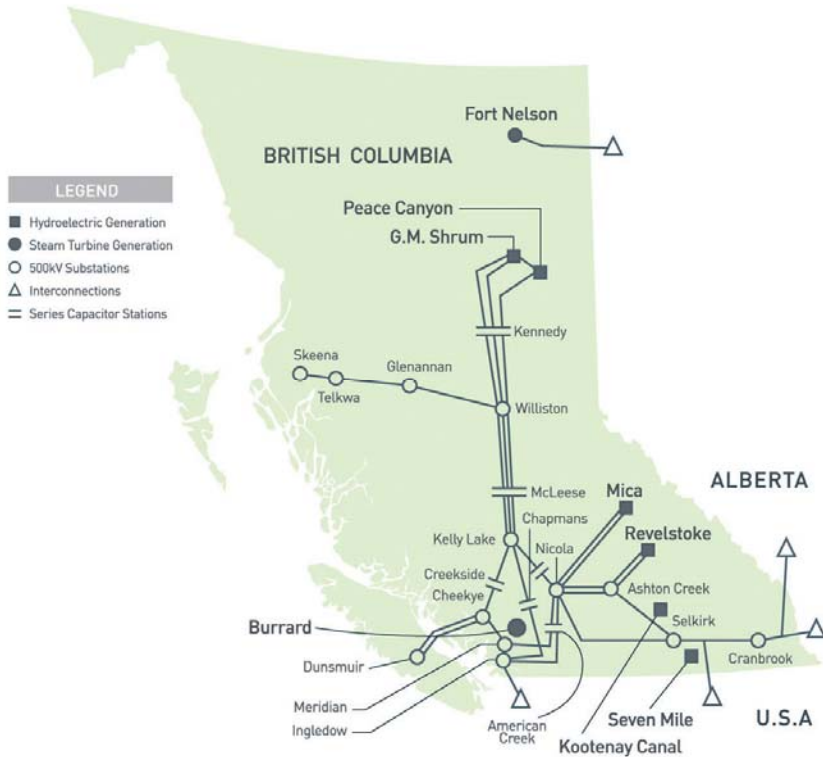 Fort Nelson
BRITISH COLUMBIA
LEGEND
Hydroelectric Generation
Steam Turbine Generation
500kV Substations
Interconnections
Series Capacitor Stations
Peace Canyon
G.M. Shrum
Kennedy
Skeena
Glenannan
Telkwa
Williston
ALBERTA
McLeese
Mica
Chapmans
Kelly Lake
Nicola
Revelstoke
Creekside
Cheekye
Ashton Creek
Burrard
Selkirk
Dunsmuir
Cranbrook
Meridian
Ingledow
American
Creek
Seven Mile
U.S.A
Kootenay Canal